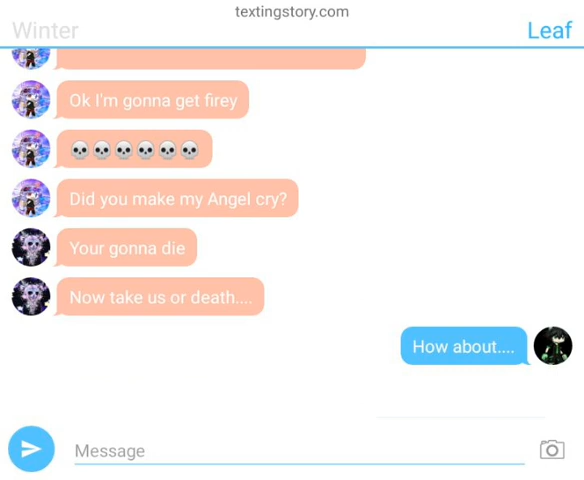 textingstory.com
Winter
Leaf
Ok I'm gonna get firey
💀💀💀💀💀💀
Did you make my Angel cry?
Your gonna die
Now take us or death....
How about....
Message